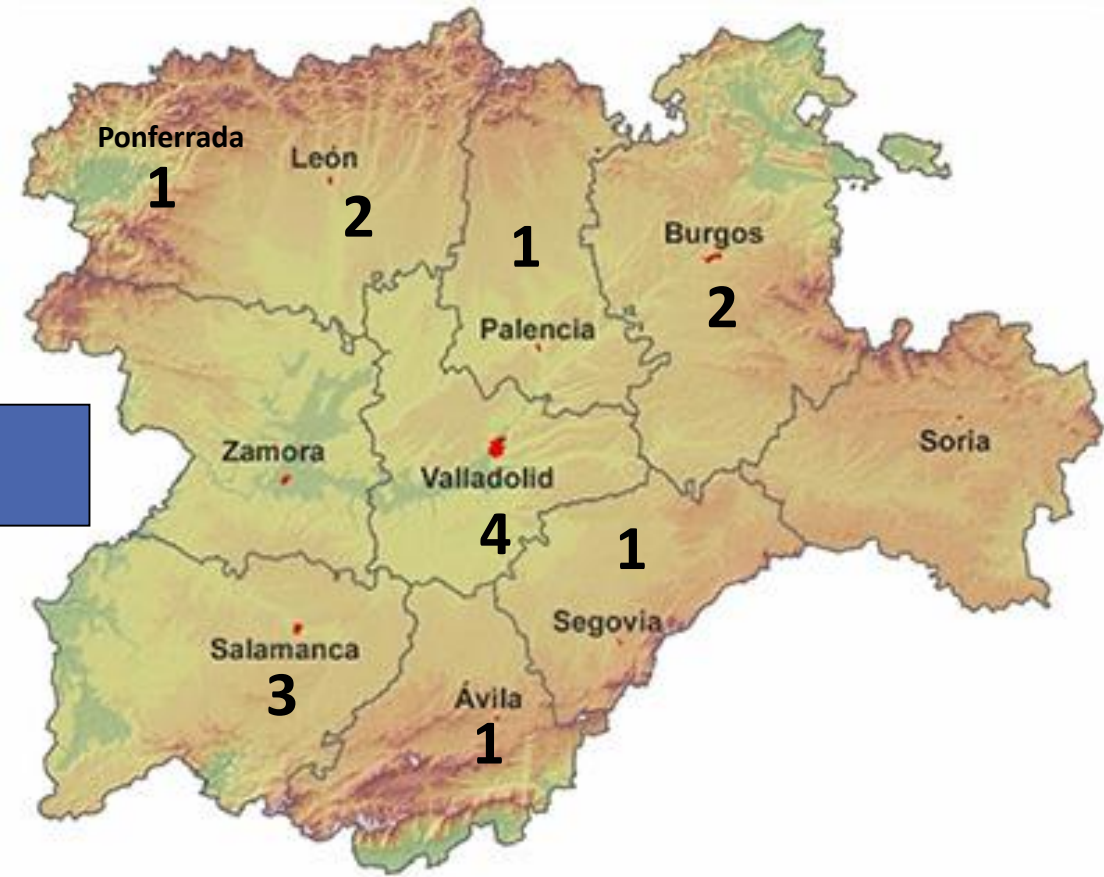 Ponferrada
1
León
2
1
Palencia
Burgos
2
Soria
Zamora
Valladolid
4
1
Segovia
Salamanca
3
Ávila
1